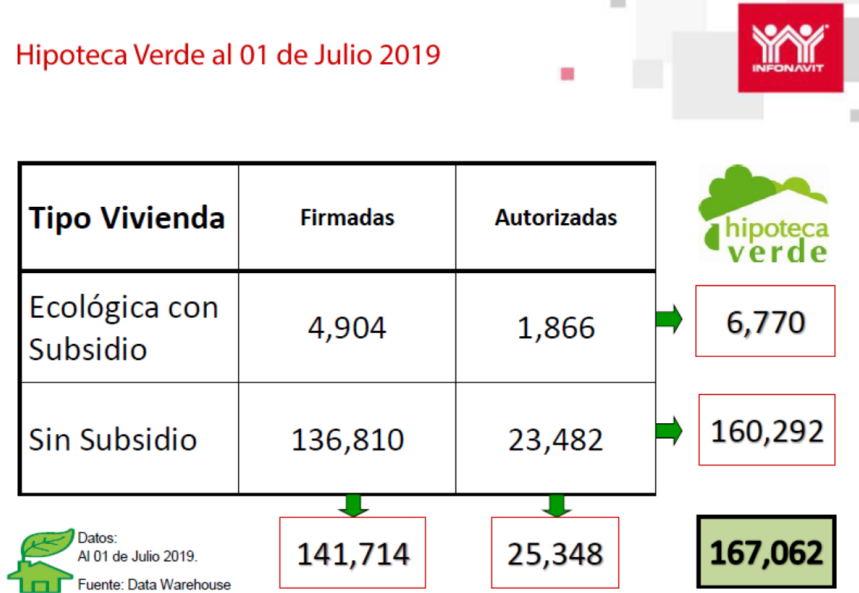 Hipoteca Verde al 01 de Julio 2019
INFONAVIT
Tipo Vivienda Firmadas Autorizadas
hipoteca
verde
Ecológica con
Subsidio
4,904 1,866 6,770
Sin Subsidio 136,810 23,482 160,292
141,714 25,348 167,062
Datos:
Al 01 de Julio 2019.
Fuente: Data Warehouse